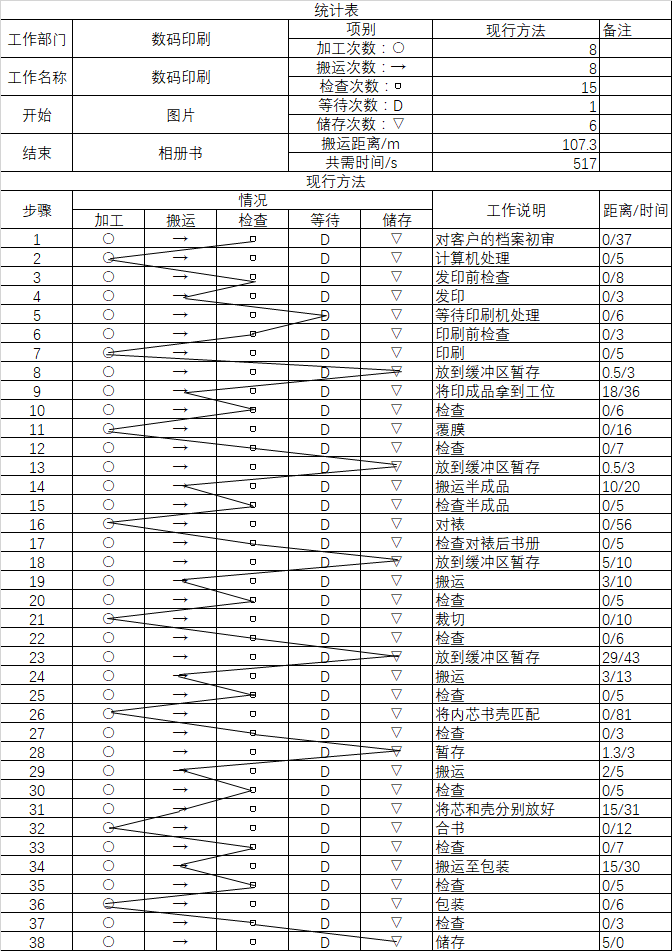 统计表
工作部门 数码印刷 项别 现行方法 备注
加工次数：○ 8
工作名称 数码印刷 搬运次数：→ 8
检查次数：□ 15
开始 图片 等待次数：D 1
储存次数：▽ 6
结束 相册书 搬运距离/m 107.3
共需时间/s 517
现行方法
步骤 情况 工作说明 距离/时间
加工 搬运 检查 等待 储存
1 ○ → □ D ▽ 对客户的档案初审 0/37
2 ○ → □ D ▽ 计算机处理 0/5
3 ○ → □ D ▽ 发印前检查 0/8
4 ○ → □ D ▽ 发印 0/3
5 ○ → □ D ▽ 等待印刷机处理 0/6
6 ○ → □ D ▽ 印刷前检查 0/3
7 ○ → □ D ▽ 印刷 0/5
8 ○ → □ D ▽ 放到缓冲区暂存 0.5/3
9 ○ → □ D ▽ 将印成品拿到工位 18/36
10 ○ → □ D ▽ 检查 0/6
11 ○ → □ D ▽ 覆膜 0/16
12 ○ → □ D ▽ 检查 0/7
13 ○ → □ D ▽ 放到缓冲区暂存 0.5/3
14 ○ → □ D ▽ 搬运半成品 10/20
15 ○ → □ D ▽ 检查半成品 0/5
16 ○ → □ D ▽ 对裱 0/56
17 ○ → □ D ▽ 检查对裱后书册 0/5
18 ○ → □ D ▽ 放到缓冲区暂存 5/10
19 ○ → □ D ▽ 搬运 3/10
20 ○ → □ D ▽ 检查 0/5
21 ○ → □ D ▽ 裁切 0/10
22 ○ → □ D ▽ 检查 0/6
23 ○ → □ D ▽ 放到缓冲区暂存 29/43
24 ○ → □ D ▽ 搬运 3/13
25 ○ → □ D ▽ 检查 0/5
26 ○ → □ D ▽ 将内芯书壳匹配 0/81
27 ○ → □ D ▽ 检查 0/3
28 ○ → □ D ▽ 暂存 1.3/3
29 ○ → □ D ▽ 搬运 2/5
30 ○ → □ D ▽ 检查 0/5
31 ○ → □ D ▽ 将芯和壳分别放好 15/31
32 ○ → □ D ▽ 合书 0/12
33 ○ → □ D ▽ 检查 0/7
34 ○ → □ D ▽ 搬运至包装 15/30
35 ○ → □ D ▽ 检查 0/5
36 ○ → □ D ▽ 包装 0/6
37 ○ → □ D ▽ 检查 0/3
38 ○ → □ D ▽ 储存 5/0